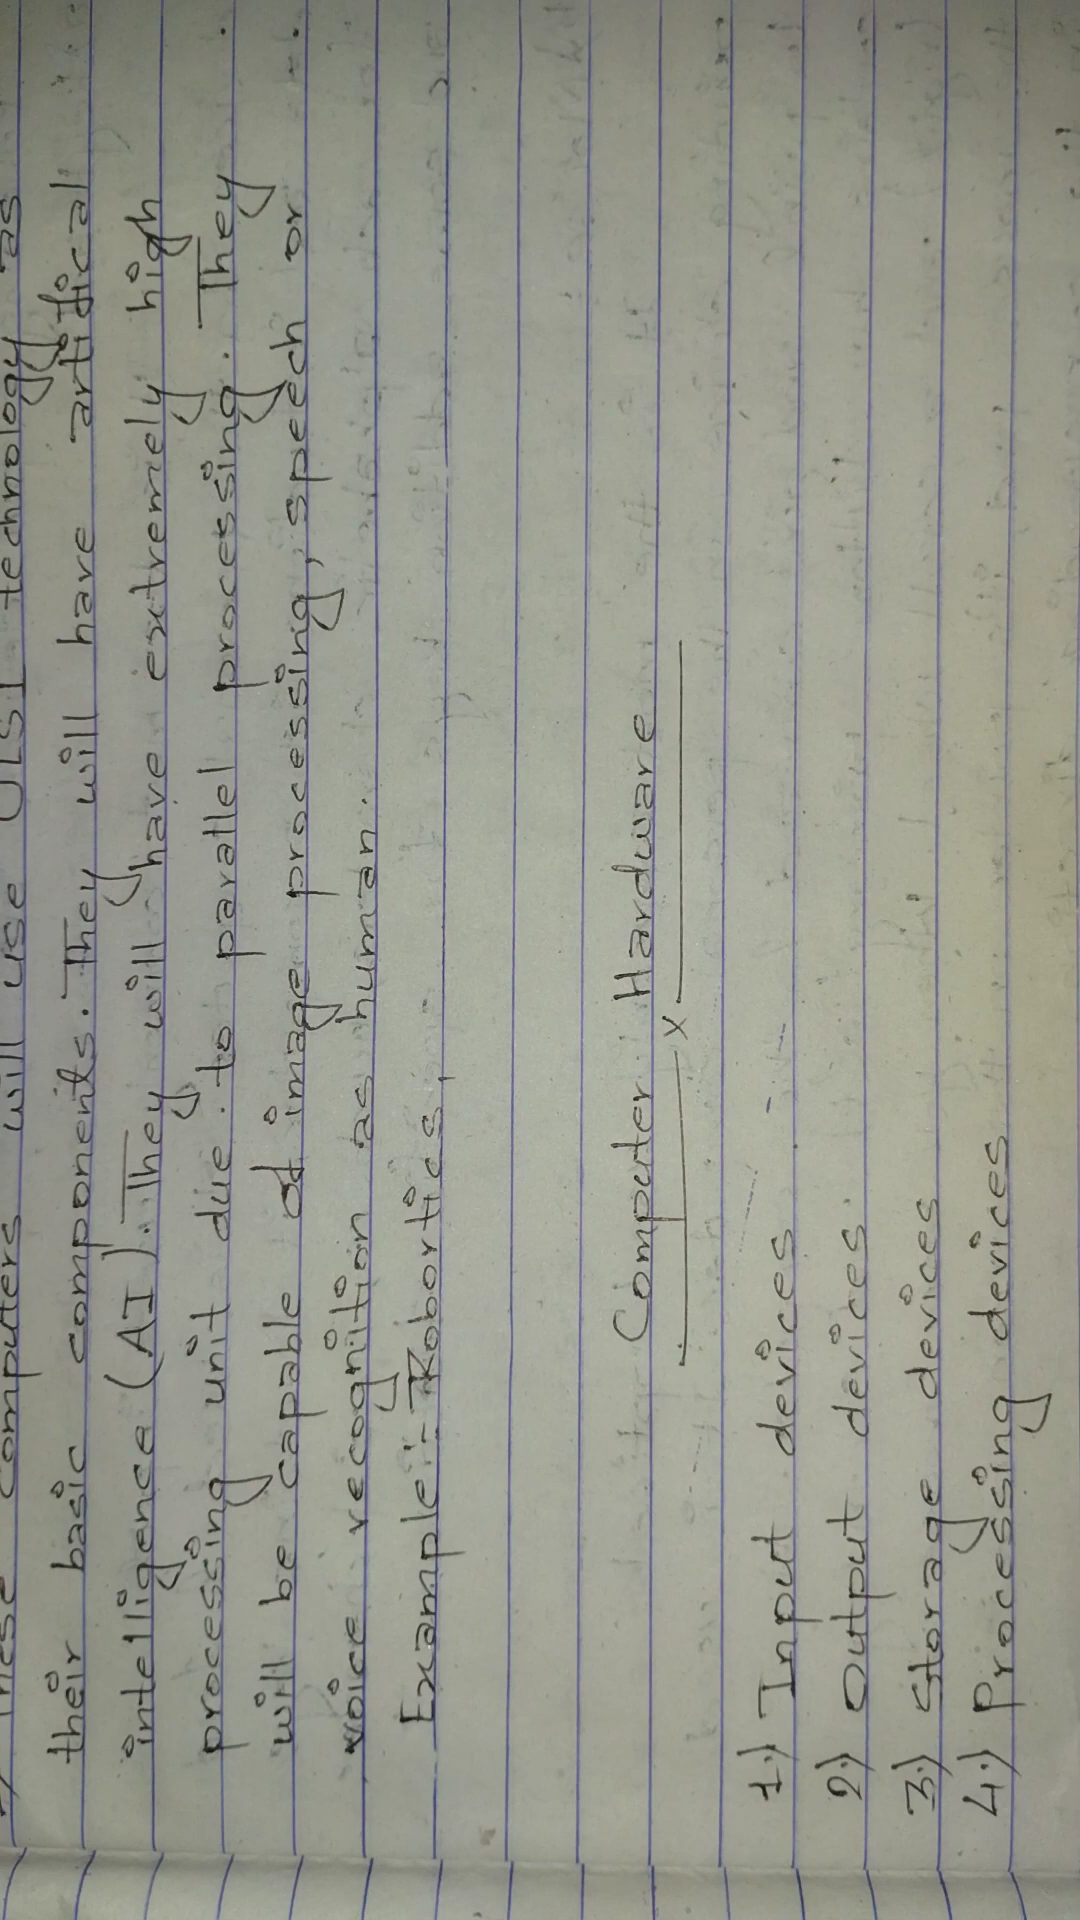 These computers will use ULSI technology as
their basic components. They will have artifical
intelligence (AI). They will have extremely high
processing unit due to parallel processing. They
will be capable of image processing, speech or
voice recognition as human.
Example:- Robortics,
Computer Hardware
x
1.) Input devices
2.) Output devices.
3.) Storage devices
4.) Processing devices